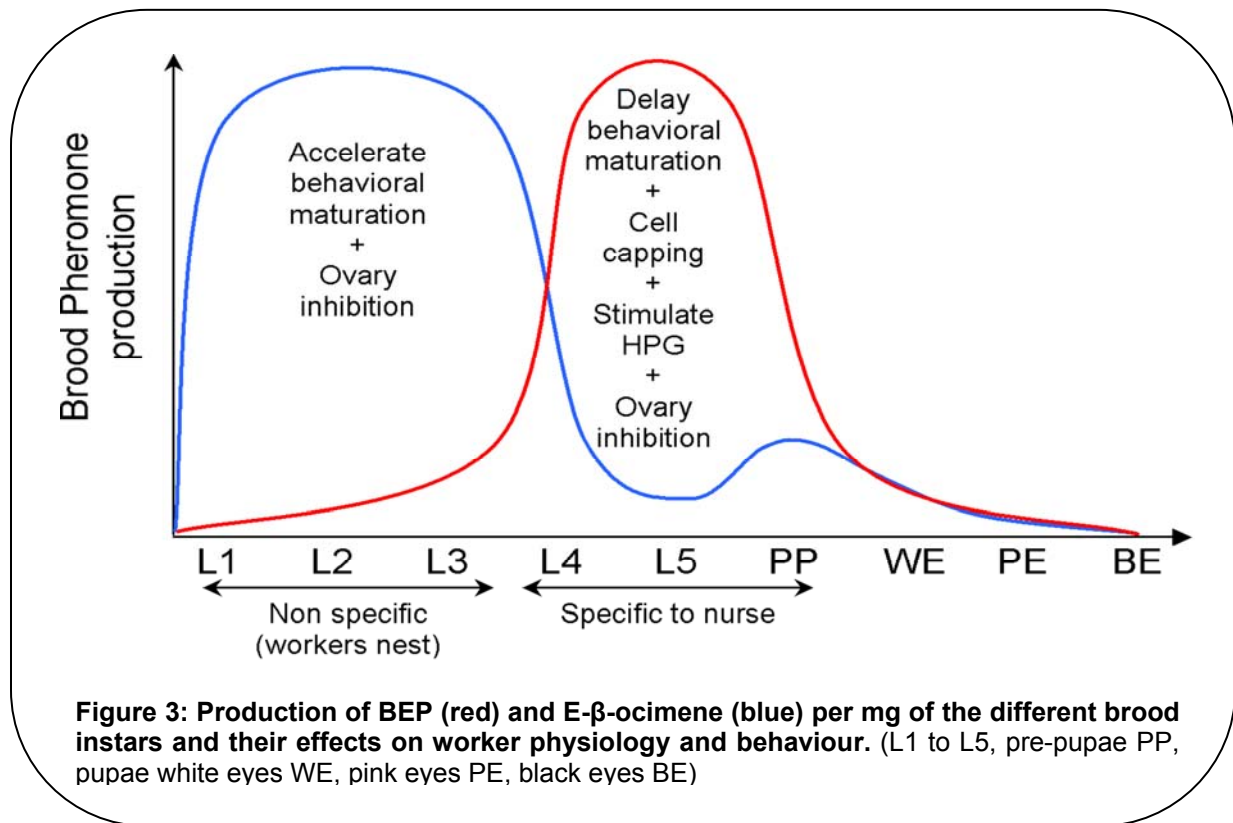 Brood Pheromone
production
Accelerate
behavioral
maturation
+
Ovary
inhibition
Delay
behavioral
maturation
+
Cell
capping
+
Stimulate
HPG
+
Ovary
inhibition
L1 L2 L3 L4 L5 PP WE PE BE
Non specific
(workers nest)
Specific to nurse
Figure 3: Production of BEP (red) and E-β-ocimene (blue) per mg of the different brood
instars and their effects on worker physiology and behaviour. (L1 to L5, pre-pupae PP,
pupae white eyes WE, pink eyes PE, black eyes BE)